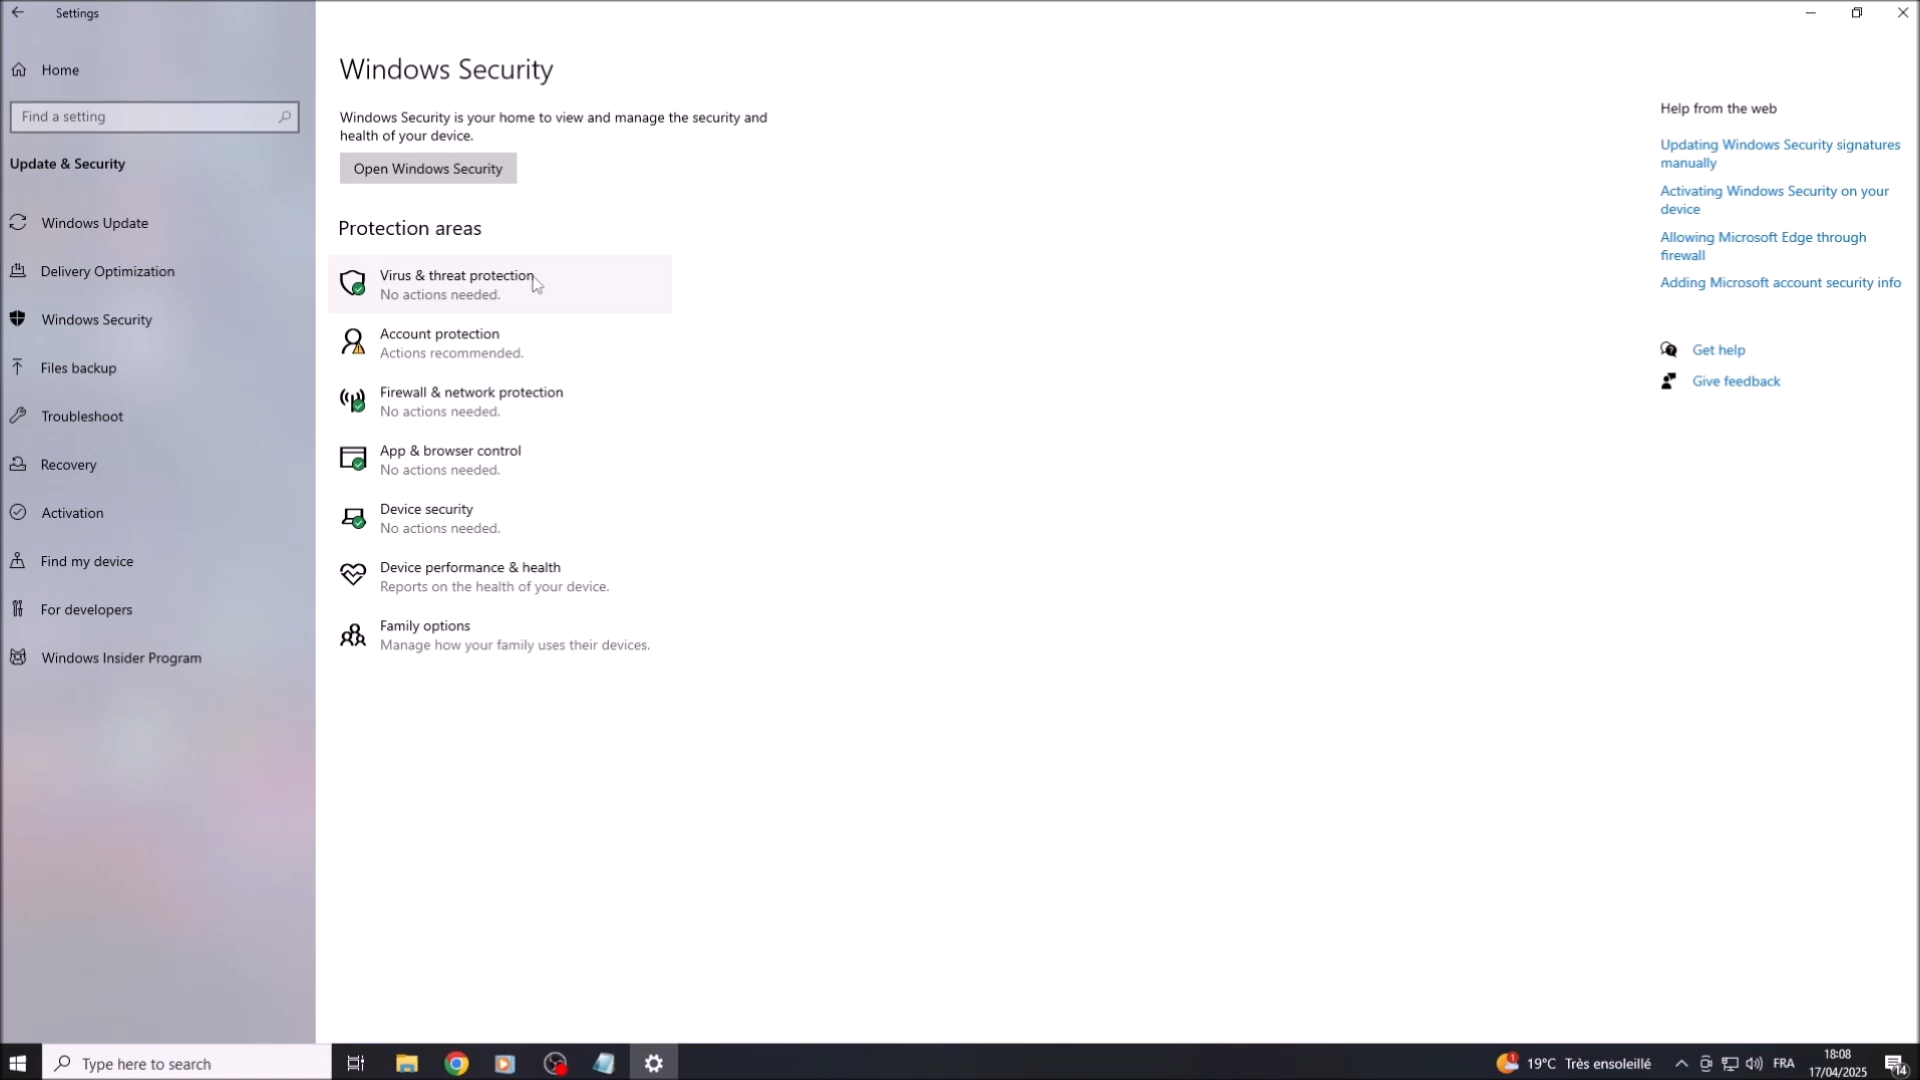 Settings
Home
Find a setting
Update & Security
Windows Update
Delivery Optimization
Windows Security
Files backup
Troubleshoot
Recovery
Activation
Find my device
For developers
Windows Insider Program
Windows Security
Windows Security is your home to view and manage the security and
health of your device.
Open Windows Security
Protection areas
Virus & threat protection
No actions needed.
Account protection
Actions recommended.
Firewall & network protection
No actions needed.
App & browser control
No actions needed.
Device security
No actions needed.
Device performance & health
Reports on the health of your device.
Family options
Manage how your family uses their devices.
Help from the web
Updating Windows Security signatures
manually
Activating Windows Security on your
device
Allowing Microsoft Edge through
firewall
Adding Microsoft account security info
Get help
Give feedback
Type here to search
1
19°C Très ensoleillé
FRA
18:08
17/04/2025
14